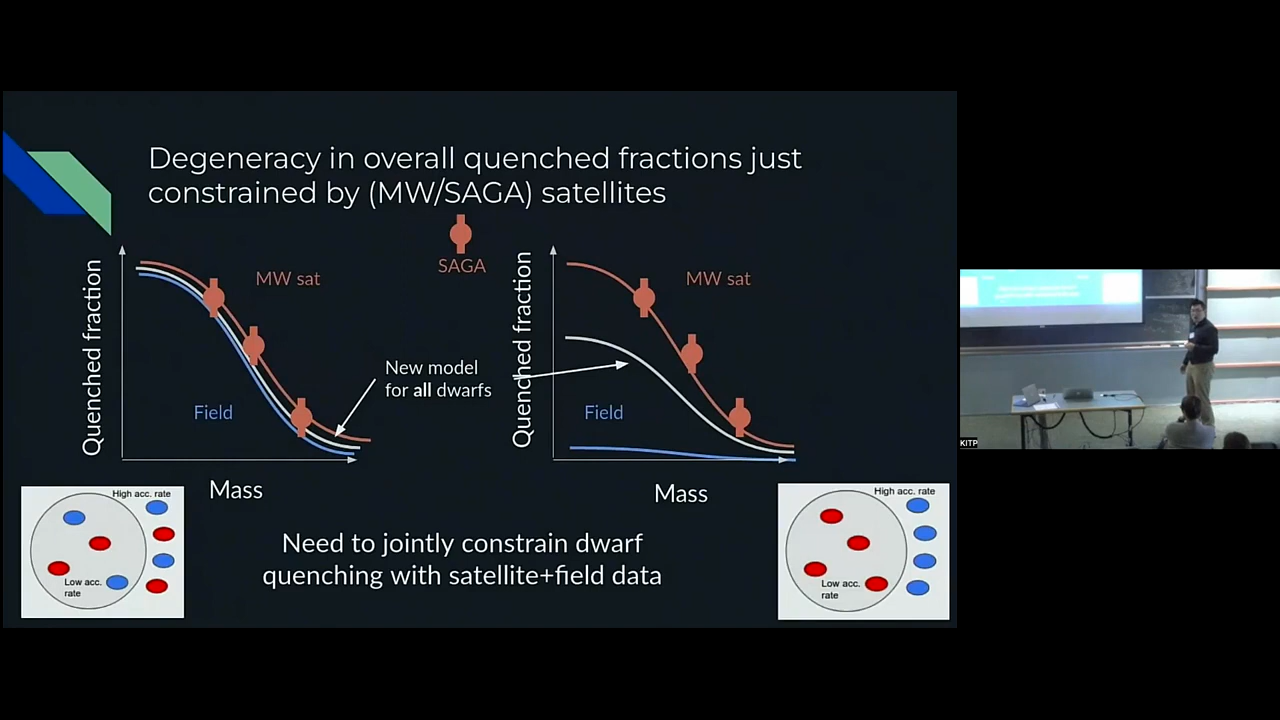 Degeneracy in overall quenched fractions just
constrained by (MW/SAGA) satellites
SAGA
Quenched fraction
MW sat
Field
Mass
New model
for all dwarfs
Quenched fraction
MW sat
Field
Mass
High acc. rate
Low acc.
rate
Need to jointly constrain dwarf
quenching with satellite+field data
High acc. rate
Low acc.
rate
KITP